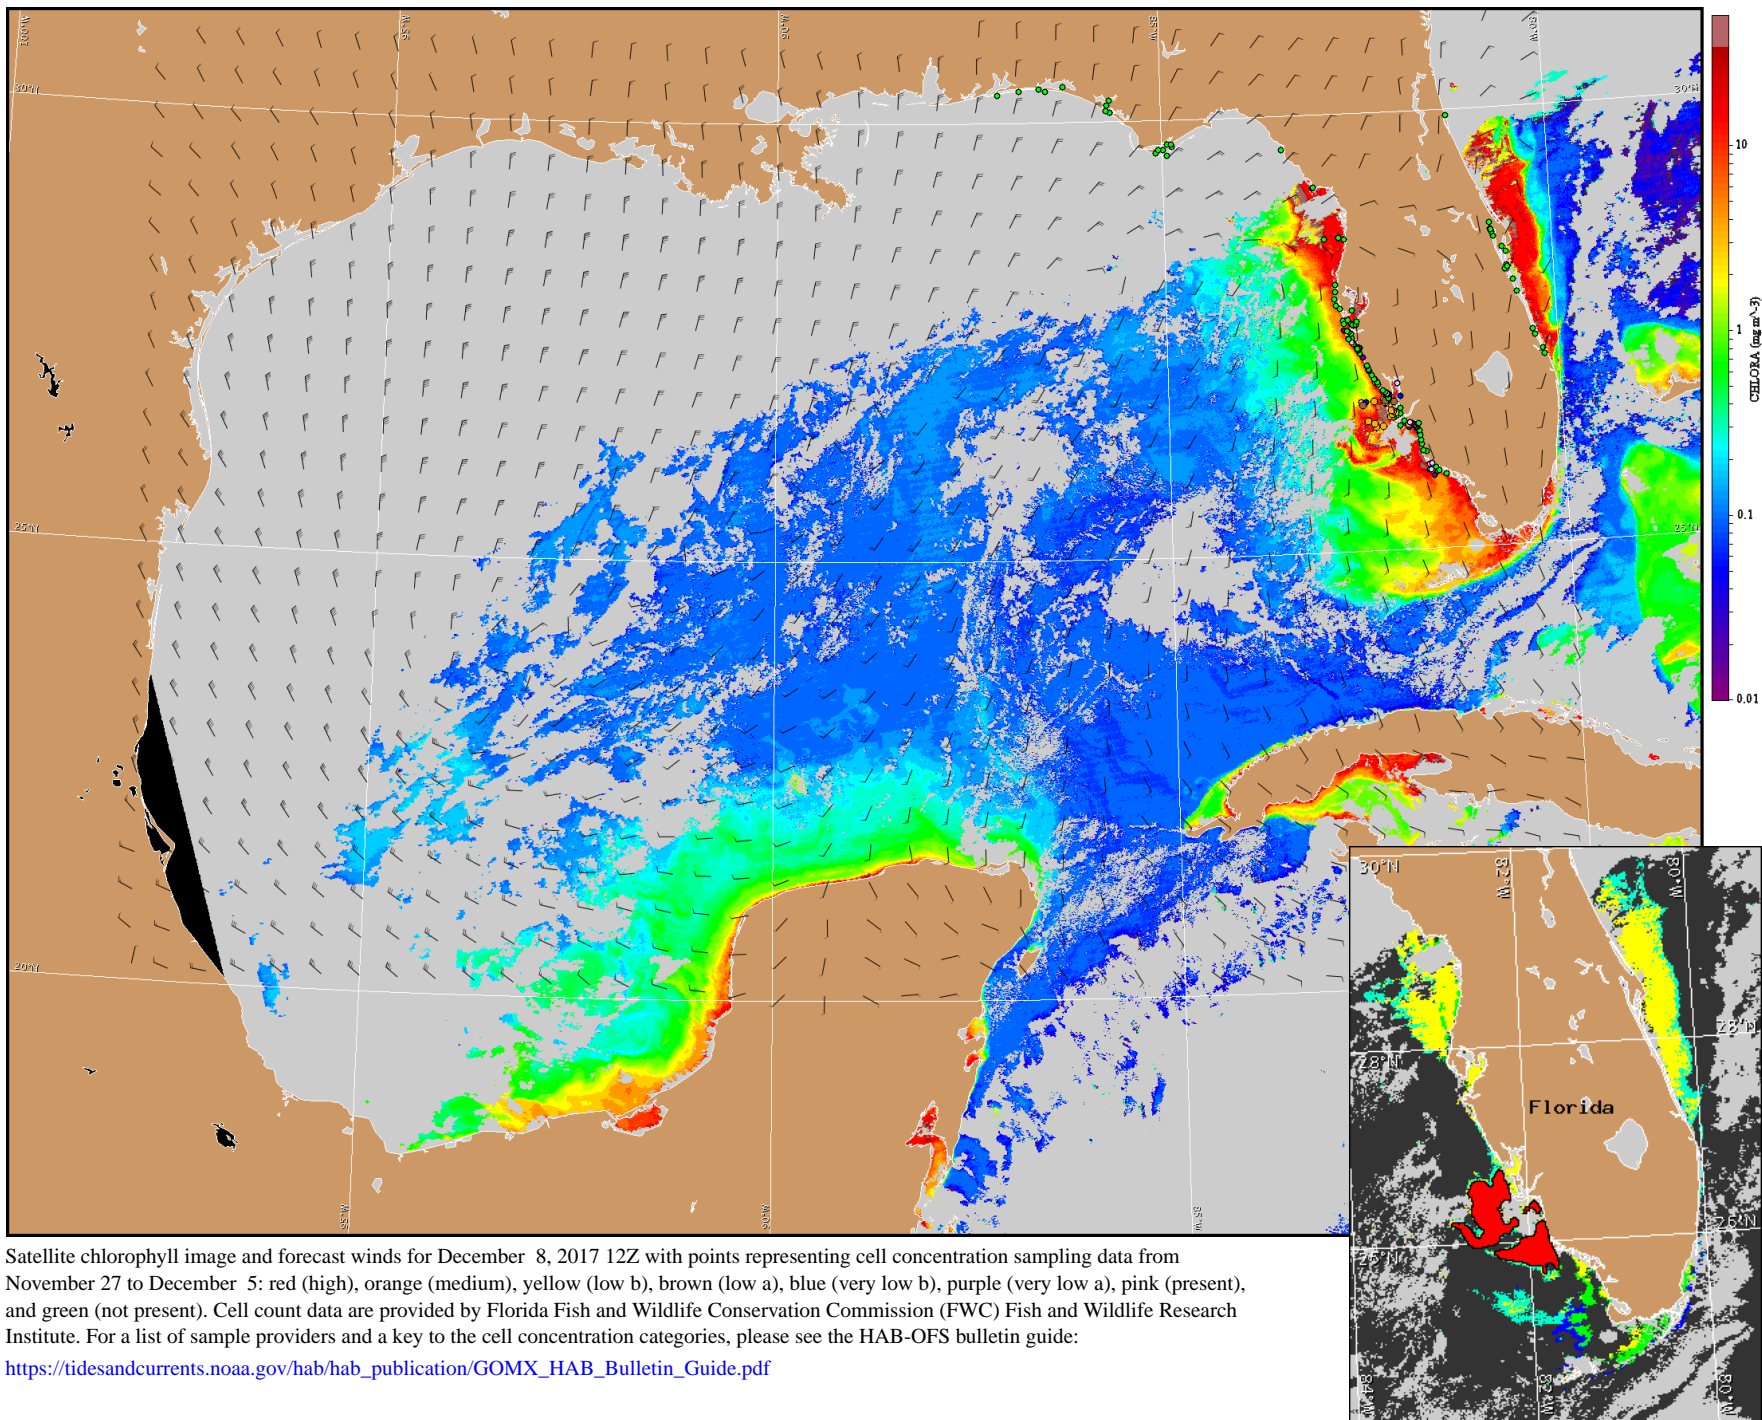 100°W
95°W
90°W
85°W
80°W
30°N
30°N
10
1
CHLORA (mg m^-3)
0.1
25°N
25°N
0.01
20°N
95°W
90°W
85°W
30°N
82°W
80°W
28°N
28°N
Florida
26°N
26°N
84°W
82°W
80°W
Satellite chlorophyll image and forecast winds for December 8, 2017 12Z with points representing cell concentration sampling data from
November 27 to December 5: red (high), orange (medium), yellow (low b), brown (low a), blue (very low b), purple (very low a), pink (present),
and green (not present). Cell count data are provided by Florida Fish and Wildlife Conservation Commission (FWC) Fish and Wildlife Research
Institute. For a list of sample providers and a key to the cell concentration categories, please see the HAB-OFS bulletin guide:
https://tidesandcurrents.noaa.gov/hab/hab_publication/GOMX_HAB_Bulletin_Guide.pdf